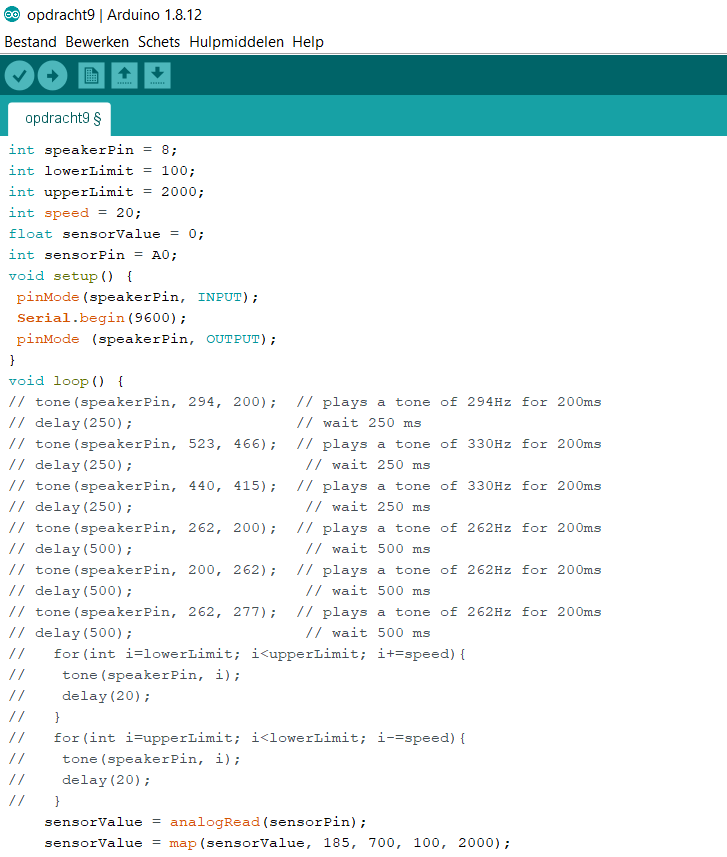 opdracht9 | Arduino 1.8.12
Bestand Bewerken Schets Hulpmiddelen Help
opdracht9 §
int speakerPin = 8;
int lowerLimit = 100;
int upperLimit = 2000;
int speed = 20;
float sensorValue = 0;
int sensorPin = A0;
void setup() {
 pinMode(speakerPin, INPUT);
 Serial.begin(9600);
 pinMode (speakerPin, OUTPUT);
}
void loop() {
// tone(speakerPin, 294, 200);  // plays a tone of 294Hz for 200ms
// delay(250);                  // wait 250 ms
// tone(speakerPin, 523, 466);  // plays a tone of 330Hz for 200ms
// delay(250);                   // wait 250 ms
// tone(speakerPin, 440, 415);  // plays a tone of 330Hz for 200ms
// delay(250);                   // wait 250 ms
// tone(speakerPin, 262, 200);  // plays a tone of 262Hz for 200ms
// delay(500);                   // wait 500 ms
// tone(speakerPin, 200, 262);  // plays a tone of 262Hz for 200ms
// delay(500);                   // wait 500 ms
// tone(speakerPin, 262, 277);  // plays a tone of 262Hz for 200ms
// delay(500);                   // wait 500 ms
//   for(int i=lowerLimit; i<upperLimit; i+=speed){
//    tone(speakerPin, i);
//    delay(20);
//   }
//   for(int i=upperLimit; i<lowerLimit; i-=speed){
//    tone(speakerPin, i);
//    delay(20);
//   }
    sensorValue = analogRead(sensorPin);
    sensorValue = map(sensorValue, 185, 700, 100, 2000);